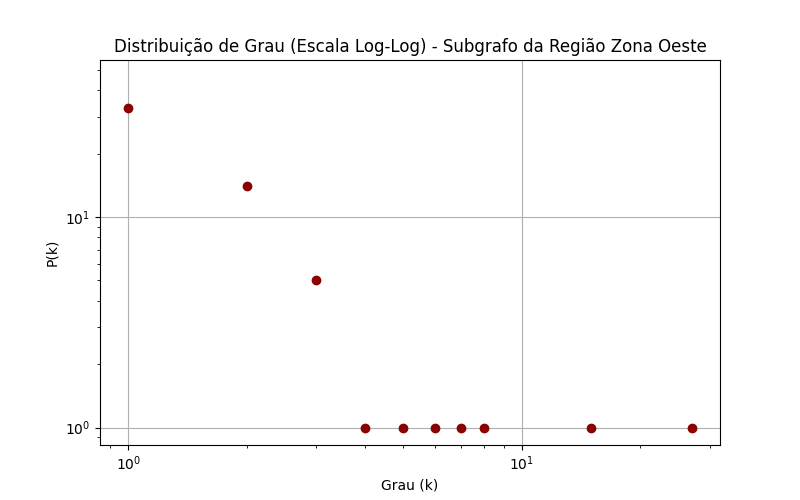 Distribuição de Grau (Escala Log-Log) - Subgrafo da Região Zona Oeste
P(k)
10¹
10⁰
10⁰ 10¹
Grau (k)